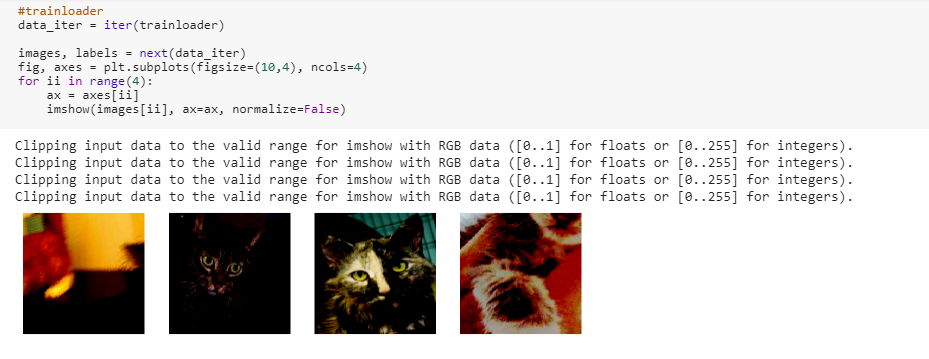 #trainloader
data_iter = iter(trainloader)
images, labels = next(data_iter)
fig, axes = plt.subplots(figsize=(10,4), ncols=4)
for ii in range(4):
    ax = axes[ii]
    imshow(images[ii], ax=ax, normalize=False)
Clipping input data to the valid range for imshow with RGB data ([0..1] for floats or [0..255] for integers).
Clipping input data to the valid range for imshow with RGB data ([0..1] for floats or [0..255] for integers).
Clipping input data to the valid range for imshow with RGB data ([0..1] for floats or [0..255] for integers).
Clipping input data to the valid range for imshow with RGB data ([0..1] for floats or [0..255] for integers).